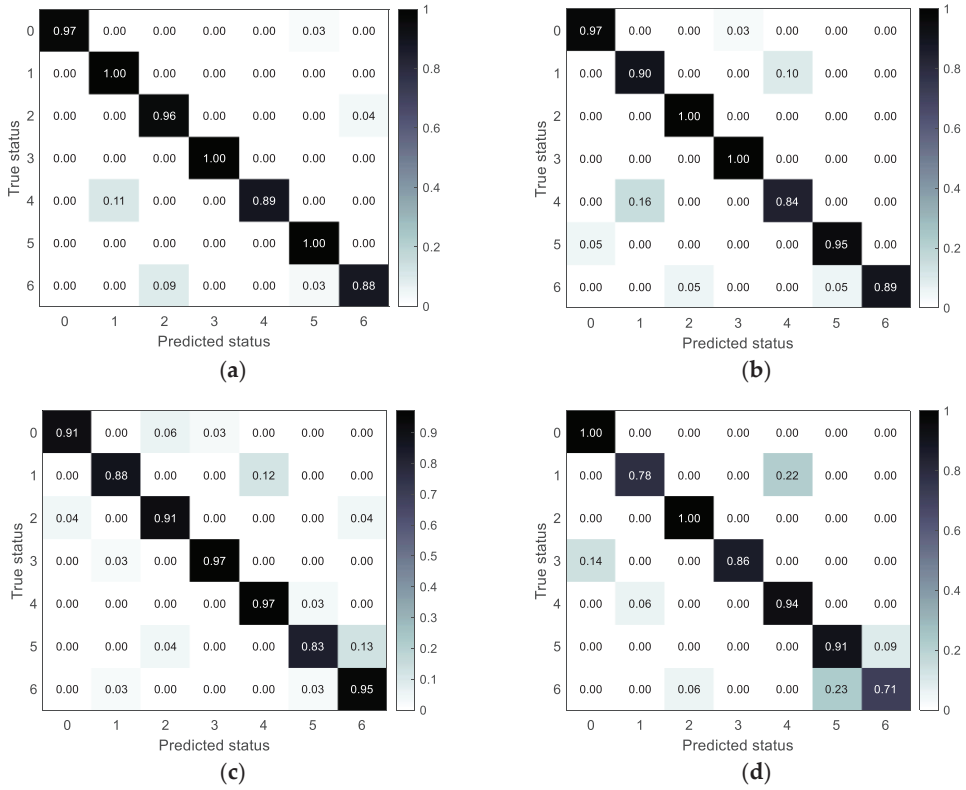 0 0.97 0.00 0.00 0.00 0.00 0.03 0.00 1
1 0.00 1.00 0.00 0.00 0.00 0.00 0.00 0.8
2 0.00 0.00 0.96 0.00 0.00 0.00 0.04 0.6
3 0.00 0.00 0.00 1.00 0.00 0.00 0.00
4 0.00 0.11 0.00 0.00 0.89 0.00 0.00 0.4
5 0.00 0.00 0.00 0.00 0.00 1.00 0.00 0.2
6 0.00 0.00 0.09 0.00 0.00 0.03 0.88 0
True status
0 1 2 3 4 5 6
Predicted status
(a)
0 0.97 0.00 0.00 0.03 0.00 0.00 0.00 1
1 0.00 0.90 0.00 0.00 0.10 0.00 0.00 0.8
2 0.00 0.00 1.00 0.00 0.00 0.00 0.00 0.6
3 0.00 0.00 0.00 1.00 0.00 0.00 0.00
4 0.00 0.16 0.00 0.00 0.84 0.00 0.00 0.4
5 0.05 0.00 0.00 0.00 0.00 0.95 0.00 0.2
6 0.00 0.00 0.05 0.00 0.00 0.05 0.89 0
True status
0 1 2 3 4 5 6
Predicted status
(b)
0 0.91 0.00 0.06 0.03 0.00 0.00 0.00 0.9
1 0.00 0.88 0.00 0.00 0.12 0.00 0.00 0.8
0.7
2 0.04 0.00 0.91 0.00 0.00 0.00 0.04 0.6
3 0.00 0.03 0.00 0.97 0.00 0.00 0.00 0.5
4 0.00 0.00 0.00 0.00 0.97 0.03 0.00 0.4
0.3
5 0.00 0.00 0.04 0.00 0.00 0.83 0.13 0.2
6 0.00 0.03 0.00 0.00 0.00 0.03 0.95 0.1
0
True status
0 1 2 3 4 5 6
Predicted status
(c)
0 1.00 0.00 0.00 0.00 0.00 0.00 0.00 1
1 0.00 0.78 0.00 0.00 0.22 0.00 0.00 0.8
2 0.00 0.00 1.00 0.00 0.00 0.00 0.00 0.6
3 0.14 0.00 0.00 0.86 0.00 0.00 0.00
4 0.00 0.06 0.00 0.00 0.94 0.00 0.00 0.4
5 0.00 0.00 0.00 0.00 0.00 0.91 0.09 0.2
6 0.00 0.00 0.06 0.00 0.00 0.23 0.71 0
True status
0 1 2 3 4 5 6
Predicted status
(d)